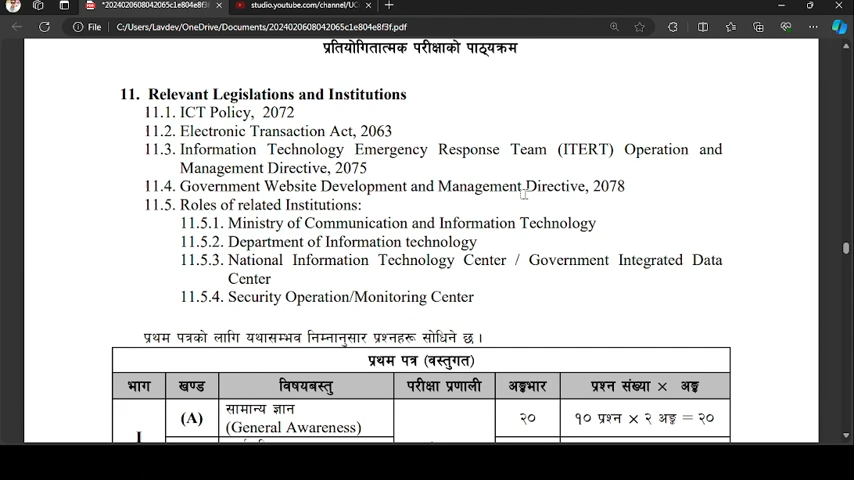 *2024020608042065c1e804e8f3f
studio.youtube.com/channel/UC
File
C:/Users/Lavdev/OneDrive/Documents/2024020608042065c1e804e8f3f.pdf
प्रतियोगितात्मक परीक्षाको पाठ्यक्रम
11. Relevant Legislations and Institutions
11.1. ICT Policy, 2072
11.2. Electronic Transaction Act, 2063
11.3. Information Technology Emergency Response Team (ITERT) Operation and
Management Directive, 2075
11.4. Government Website Development and Management Directive, 2078
11.5. Roles of related Institutions:
11.5.1. Ministry of Communication and Information Technology
11.5.2. Department of Information technology
11.5.3. National Information Technology Center / Government Integrated Data
Center
11.5.4. Security Operation/Monitoring Center
प्रथम पत्रको लागि यथासम्भव निम्नानुसार प्रश्नहरू सोधिने छ ।
प्रथम पत्र (वस्तुगत)
भाग खण्ड विषयवस्तु परीक्षा प्रणाली अङ्कभार प्रश्न संख्या × अङ्क
I (A) सामान्य ज्ञान २० १० प्रश्न × २ अङ्क = २०
(General Awareness)